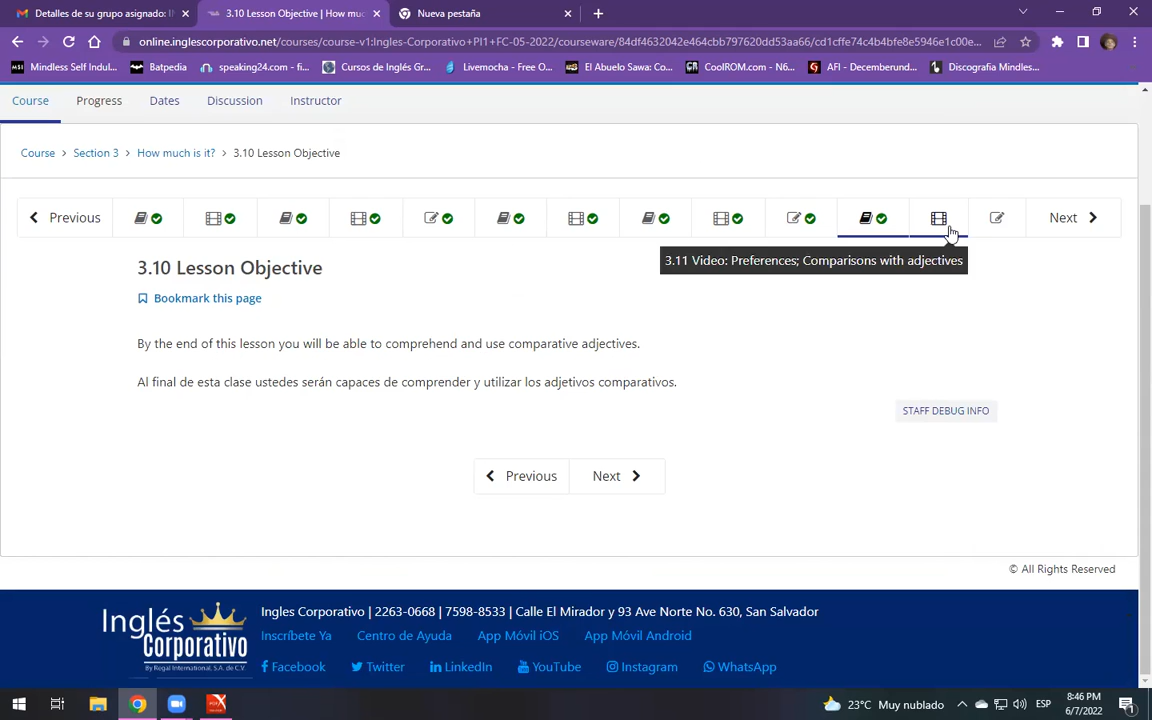 Detalles de su grupo asignado: I
3.10 Lesson Objective | How muc
Nueva pestaña
online.inglescorporativo.net/courses/course-v1:Ingles-Corporativo+PI1+FC-05-2022/courseware/84df4632042e464cbb797620dd53aa66/cd1cffe74c4b4bfe8e5946e1c00e...
Mindless Self Indul...
Batpedia
speaking24.com - fi...
Cursos de Inglés Gr...
Livemocha - Free O...
El Abuelo Sawa: Co...
CoolROM.com - N6...
AFI - Decemberund...
Discografia Mindles...
Course
Progress
Dates
Discussion
Instructor
Course > Section 3 > How much is it? > 3.10 Lesson Objective
Previous
Next
3.11 Video: Preferences; Comparisons with adjectives
3.10 Lesson Objective
Bookmark this page
By the end of this lesson you will be able to comprehend and use comparative adjectives.
Al final de esta clase ustedes serán capaces de comprender y utilizar los adjetivos comparativos.
STAFF DEBUG INFO
Previous
Next
© All Rights Reserved
Inglés Corporativo
By Regal International, S.A. de C.V.
Ingles Corporativo | 2263-0668 | 7598-8533 | Calle El Mirador y 93 Ave Norte No. 630, San Salvador
Inscríbete Ya
Centro de Ayuda
App Móvil iOS
App Móvil Android
Facebook
Twitter
LinkedIn
YouTube
Instagram
WhatsApp
23°C Muy nublado
ESP
8:46 PM
6/7/2022